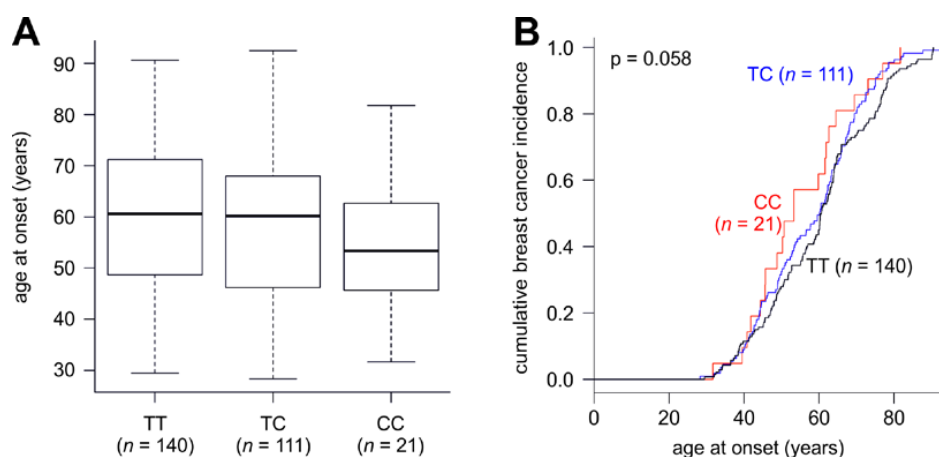 A
age at onset (years)
90
80
70
60
50
40
30
TT
(n = 140)
TC
(n = 111)
CC
(n = 21)
B
cumulative breast cancer incidence
1.0
0.8
0.6
0.4
0.2
0.0
p = 0.058
TC (n = 111)
CC
(n = 21)
TT (n = 140)
0
20
40
60
80
age at onset (years)